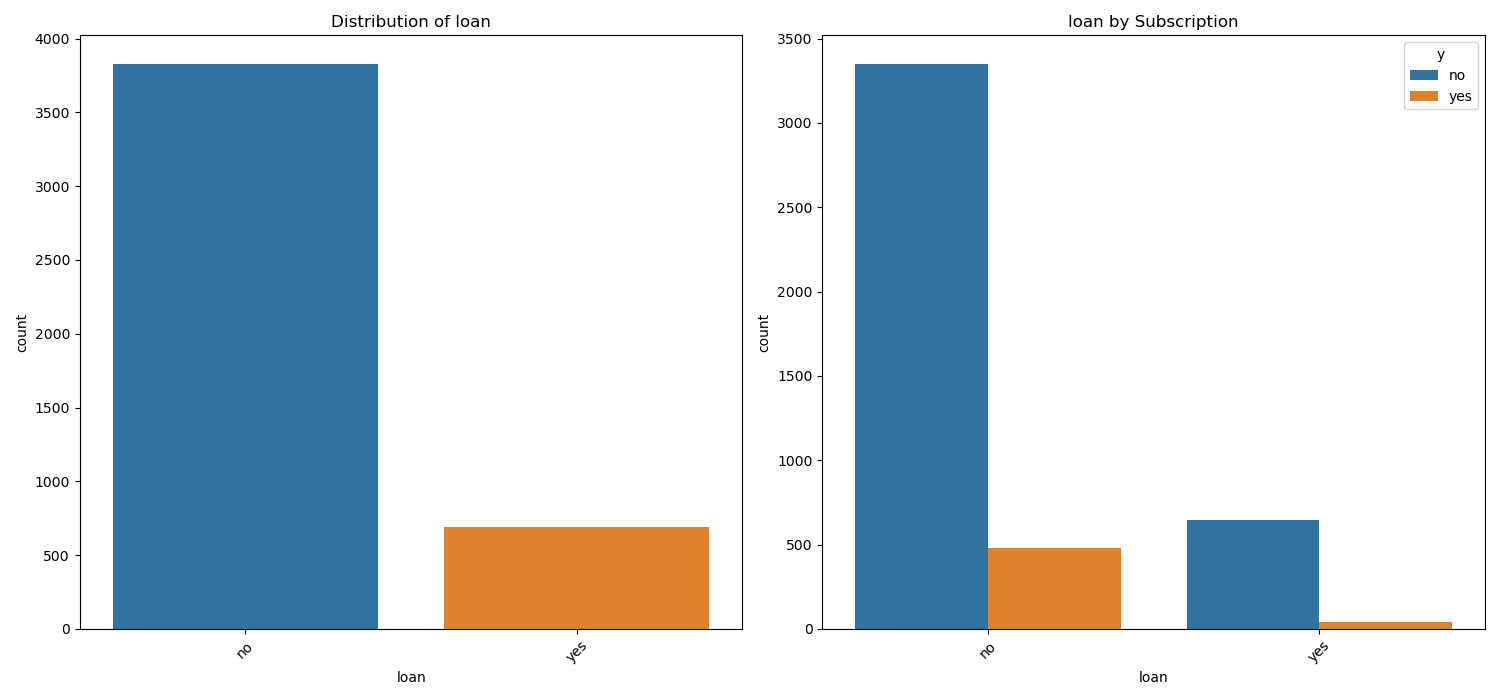 Distribution of loan
4000
3500
3000
2500
2000
1500
1000
500
0
count
no
yes
loan
loan by Subscription
3500
3000
2500
2000
1500
1000
500
0
count
no
yes
loan
y
no
yes